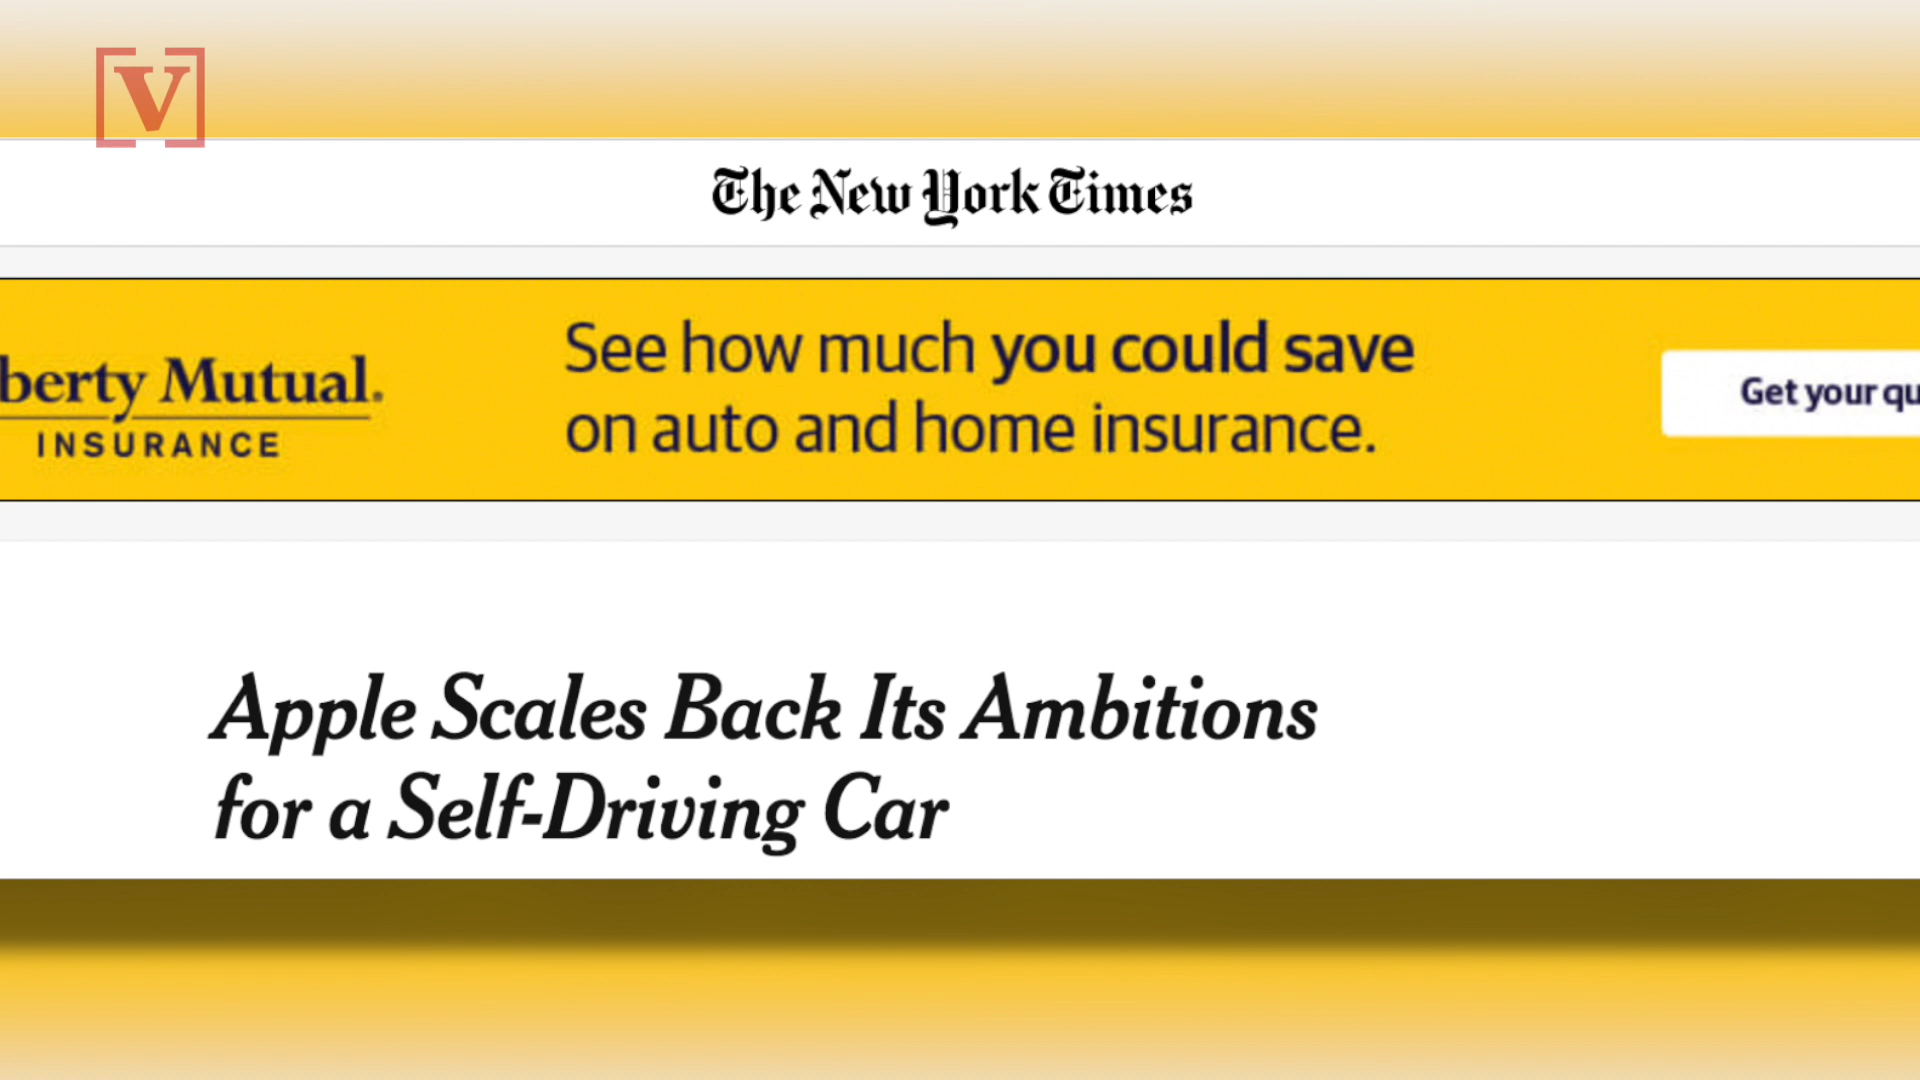 V
The New York Times
berty Mutual.
INSURANCE
See how much you could save
on auto and home insurance.
Get your qu
Apple Scales Back Its Ambitions
for a Self-Driving Car